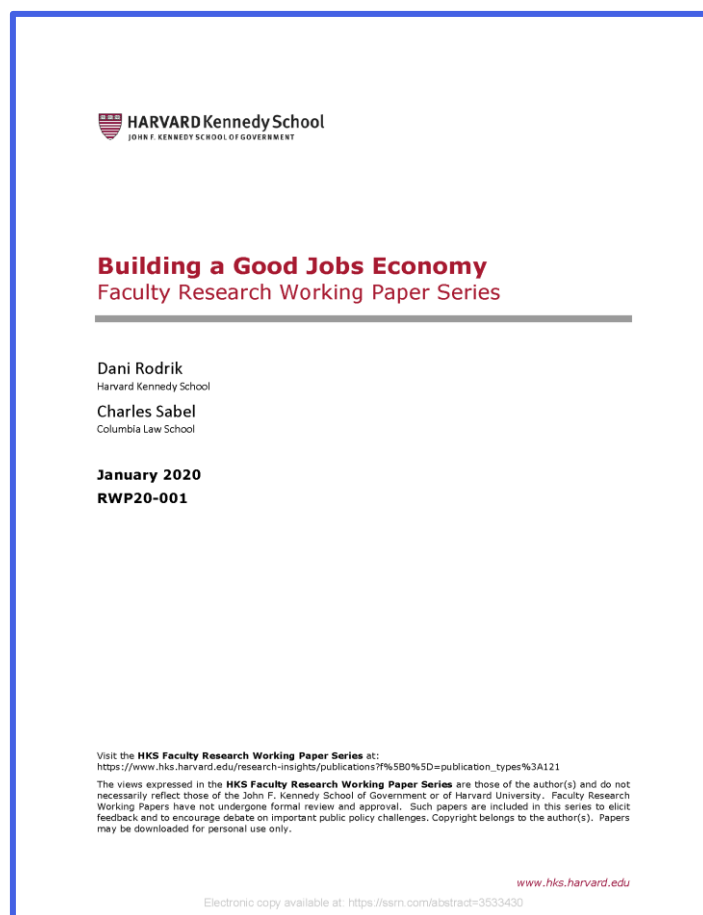 HARVARD Kennedy School
JOHN F. KENNEDY SCHOOL OF GOVERNMENT
Building a Good Jobs Economy
Faculty Research Working Paper Series
Dani Rodrik
Harvard Kennedy School
Charles Sabel
Columbia Law School
January 2020
RWP20-001
Visit the HKS Faculty Research Working Paper Series at:
https://www.hks.harvard.edu/research-insights/publications?f%5B0%5D=publication_types%3A121
The views expressed in the HKS Faculty Research Working Paper Series are those of the author(s) and do not
necessarily reflect those of the John F. Kennedy School of Government or of Harvard University. Faculty Research
Working Papers have not undergone formal review and approval. Such papers are included in this series to elicit
feedback and to encourage debate on important public policy challenges. Copyright belongs to the author(s). Papers
may be downloaded for personal use only.
www.hks.harvard.edu
Electronic copy available at: https://ssrn.com/abstract=3533430